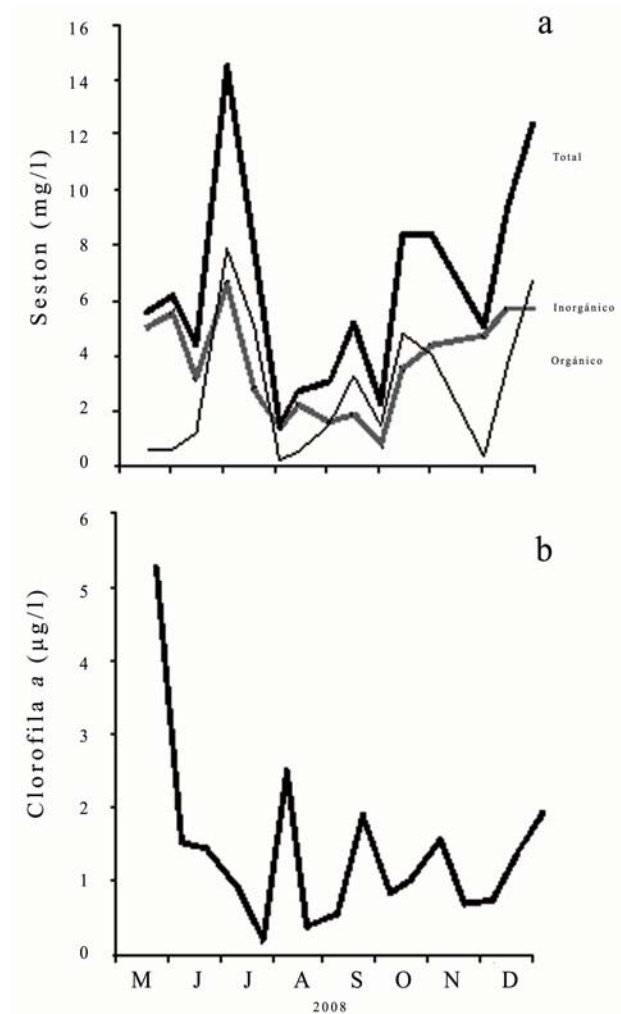 a
Seston (mg/l)
16
14
12
10
8
6
4
2
0
Total
Inorgánico
Orgánico
b
Clorofila a (µg/l)
6
5
4
3
2
1
0
M J J A S O N D
2008